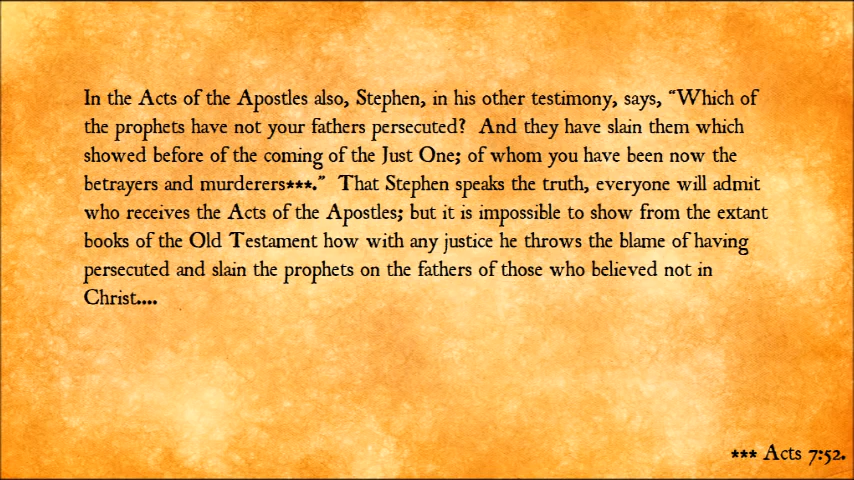 In the Acts of the Apostles also, Stephen, in his other testimony, says, “Which of
the prophets have not your fathers persecuted?  And they have slain them which
showed before of the coming of the Just One; of whom you have been now the
betrayers and murderers***.”  That Stephen speaks the truth, everyone will admit
who receives the Acts of the Apostles; but it is impossible to show from the extant
books of the Old Testament how with any justice he throws the blame of having
persecuted and slain the prophets on the fathers of those who believed not in
Christ....
*** Acts 7:52.